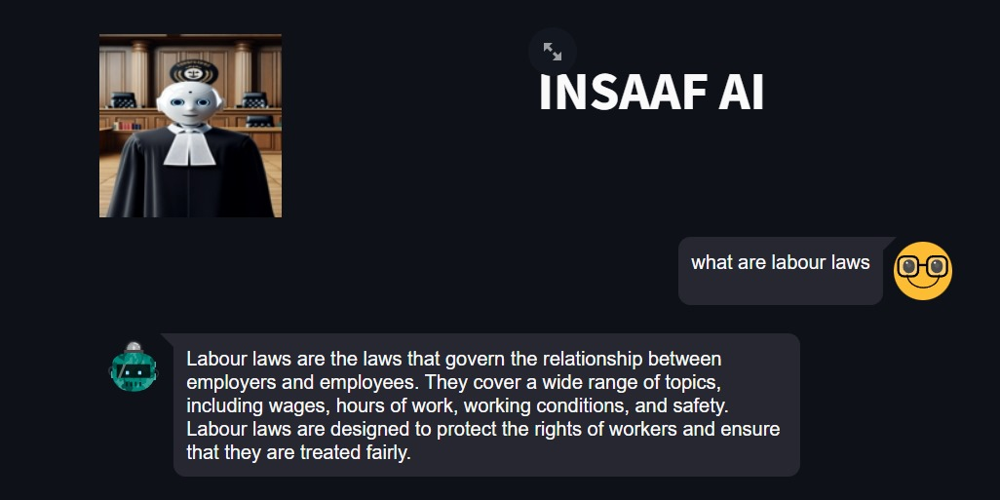 INSAAF AI
what are labour laws
Labour laws are the laws that govern the relationship between
employers and employees. They cover a wide range of topics,
including wages, hours of work, working conditions, and safety.
Labour laws are designed to protect the rights of workers and ensure
that they are treated fairly.